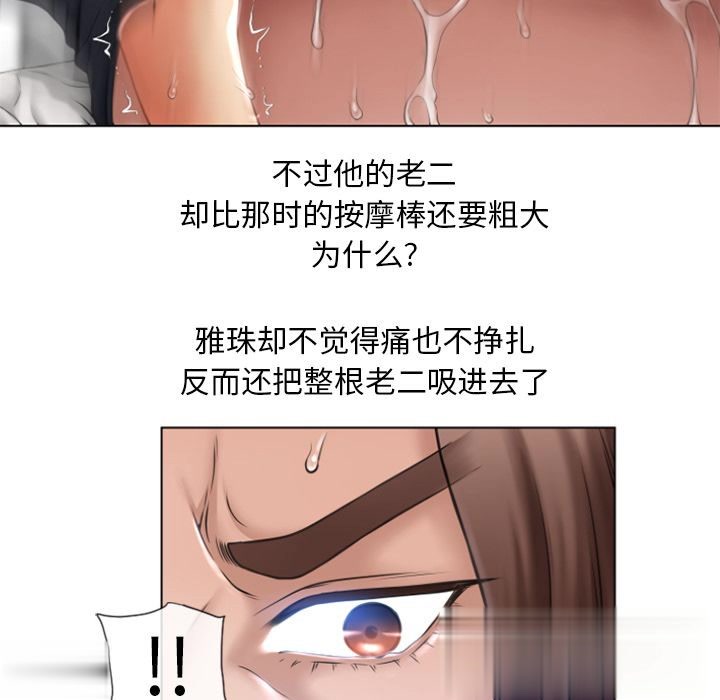 不过他的老二
却比那时的按摩棒还要粗大
为什么?
雅珠却不觉得痛也不挣扎
反而还把整根老二吸进去了
!!